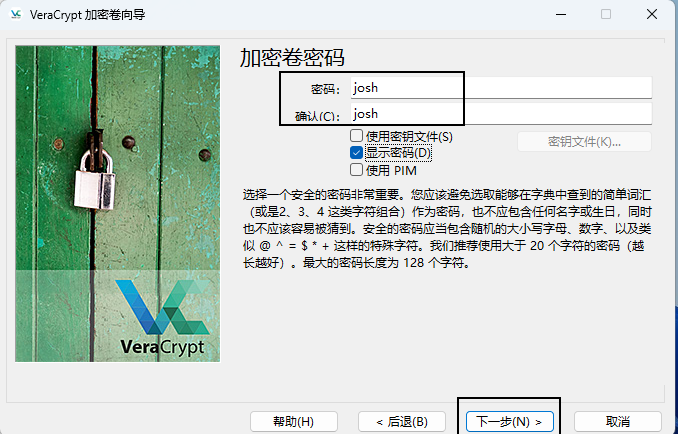 VeraCrypt 加密卷向导
加密卷密码
密码: josh
确认(C): josh
使用密钥文件(S)
密钥文件(K)...
显示密码(D)
使用 PIM
选择一个安全的密码非常重要。您应该避免选取能够在字典中查到的简单词汇
（或是2、3、4 这类字符组合）作为密码，也不应包含任何名字或生日，同时
也不应该容易被猜到。安全的密码应当包含随机的大小写字母、数字、以及类
似 @ ^ = $ * + 这样的特殊字符。我们推荐使用大于 20 个字符的密码（越
长越好）。最大的密码长度为 128 个字符。
VeraCrypt
帮助(H)
< 后退(B)
下一步(N) >
取消